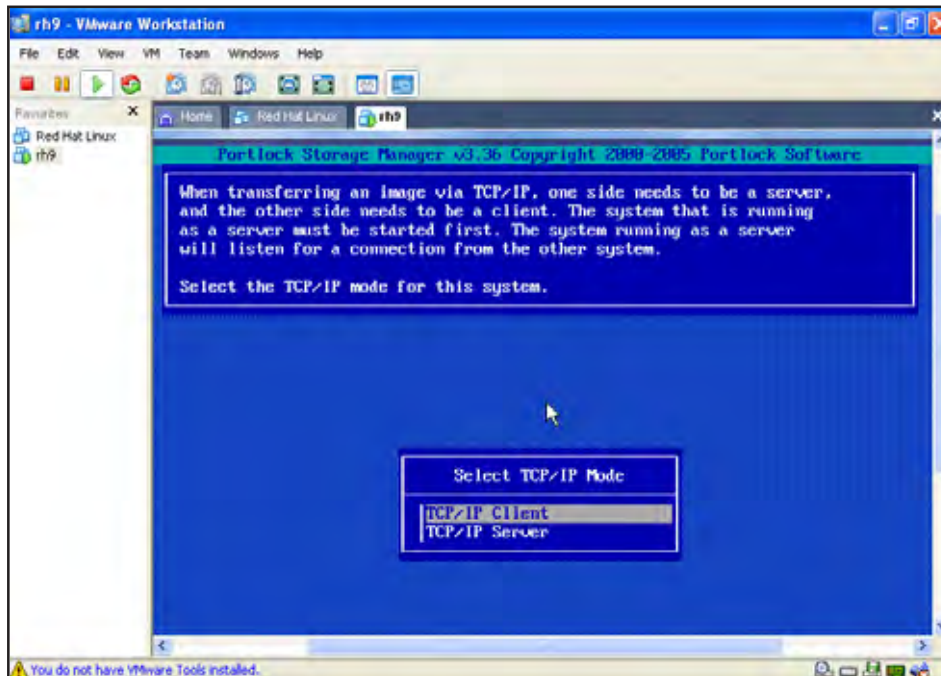 rh9 - VMware Workstation
File Edit View VM Team Windows Help
Favorites
Home Red Hat Linux rh9
Red Hat Linux
rh9
Portlock Storage Manager v3.36 Copyright 2000-2005 Portlock Software
When transferring an image via TCP/IP, one side needs to be a server,
and the other side needs to be a client. The system that is running
as a server must be started first. The system running as a server
will listen for a connection from the other system.
Select the TCP/IP mode for this system.
Select TCP/IP Mode
TCP/IP Client
TCP/IP Server
You do not have VMware Tools installed.